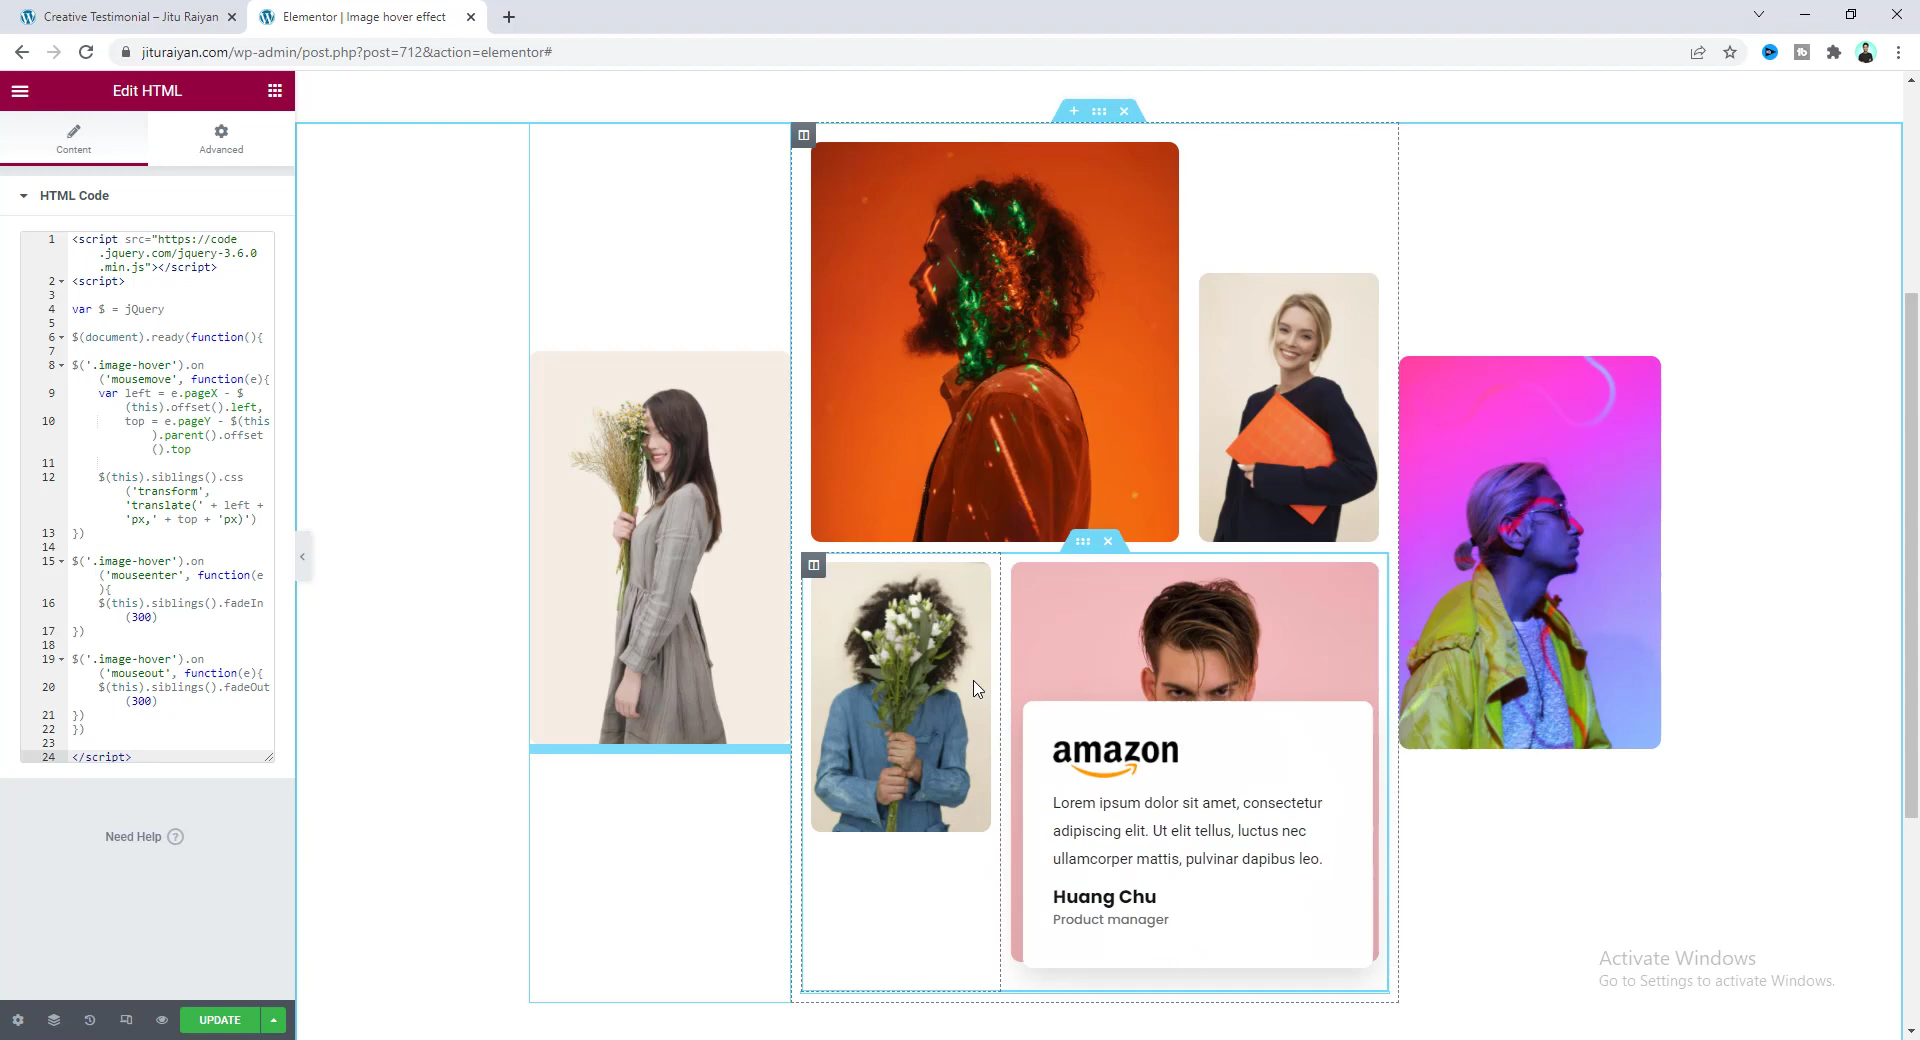 Creative Testimonial – Jitu Raiyan
Elementor | Image hover effect
jituraiyan.com/wp-admin/post.php?post=712&action=elementor#
Edit HTML
Content
Advanced
HTML Code
1 <script src="https://code
.jquery.com/jquery-3.6.0
.min.js"></script>
2 <script>
3
4 var $ = jQuery
5
6 $(document).ready(function(){
7
8 $('.image-hover').on
('mousemove', function(e){
9 var left = e.pageX - $
(this).offset().left,
10 top = e.pageY - $(this
).parent().offset
().top
11
12 $(this).siblings().css
('transform',
'translate(' + left +
'px,' + top + 'px)')
13 })
14
15 $('.image-hover').on
('mouseenter', function(e
){
16 $(this).siblings().fadeIn
(300)
17 })
18
19 $('.image-hover').on
('mouseout', function(e){
20 $(this).siblings().fadeOut
(300)
21 })
22 })
23
24 </script>
Need Help ?
UPDATE
amazon
Lorem ipsum dolor sit amet, consectetur
adipiscing elit. Ut elit tellus, luctus nec
ullamcorper mattis, pulvinar dapibus leo.
Huang Chu
Product manager
Activate Windows
Go to Settings to activate Windows.